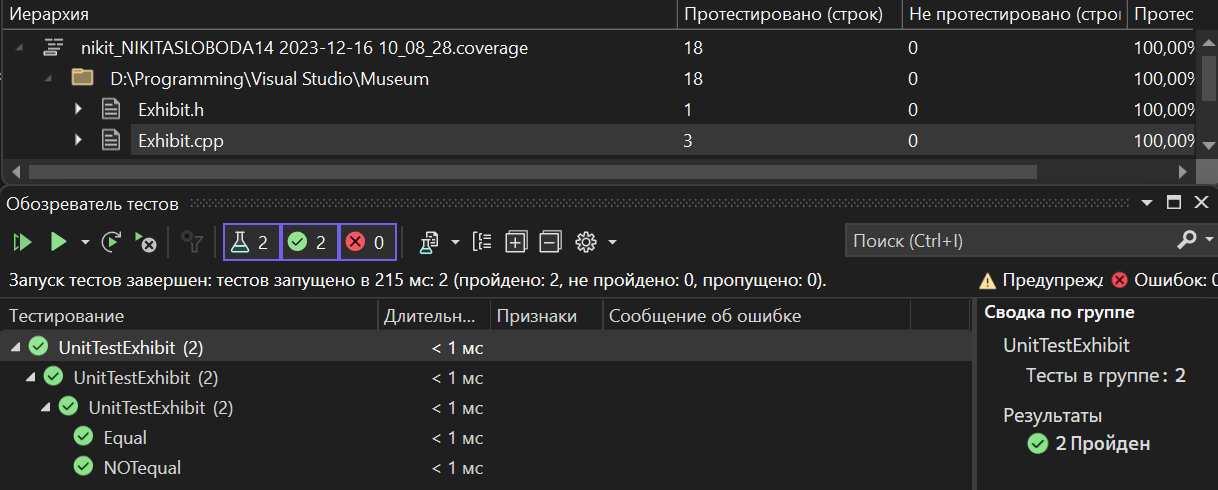 Иерархия Протестировано (строк) Не протестировано (строк Протес
nikit_NIKITASLOBODA14 2023-12-16 10_08_28.coverage 18 0 100,00%
D:\Programming\Visual Studio\Museum 18 0 100,00%
Exhibit.h 1 0 100,00%
Exhibit.cpp 3 0 100,00%
Обозреватель тестов
2 2 0 Поиск (Ctrl+I)
Запуск тестов завершен: тестов запущено в 215 мс: 2 (пройдено: 2, не пройдено: 0, пропущено: 0). Предупрежд Ошибок: 0
Тестирование Длительн... Признаки Сообщение об ошибке Сводка по группе
UnitTestExhibit (2) < 1 мс UnitTestExhibit
UnitTestExhibit (2) < 1 мс Тесты в группе: 2
UnitTestExhibit (2) < 1 мс Результаты
Equal < 1 мс 2 Пройден
NOTequal < 1 мс